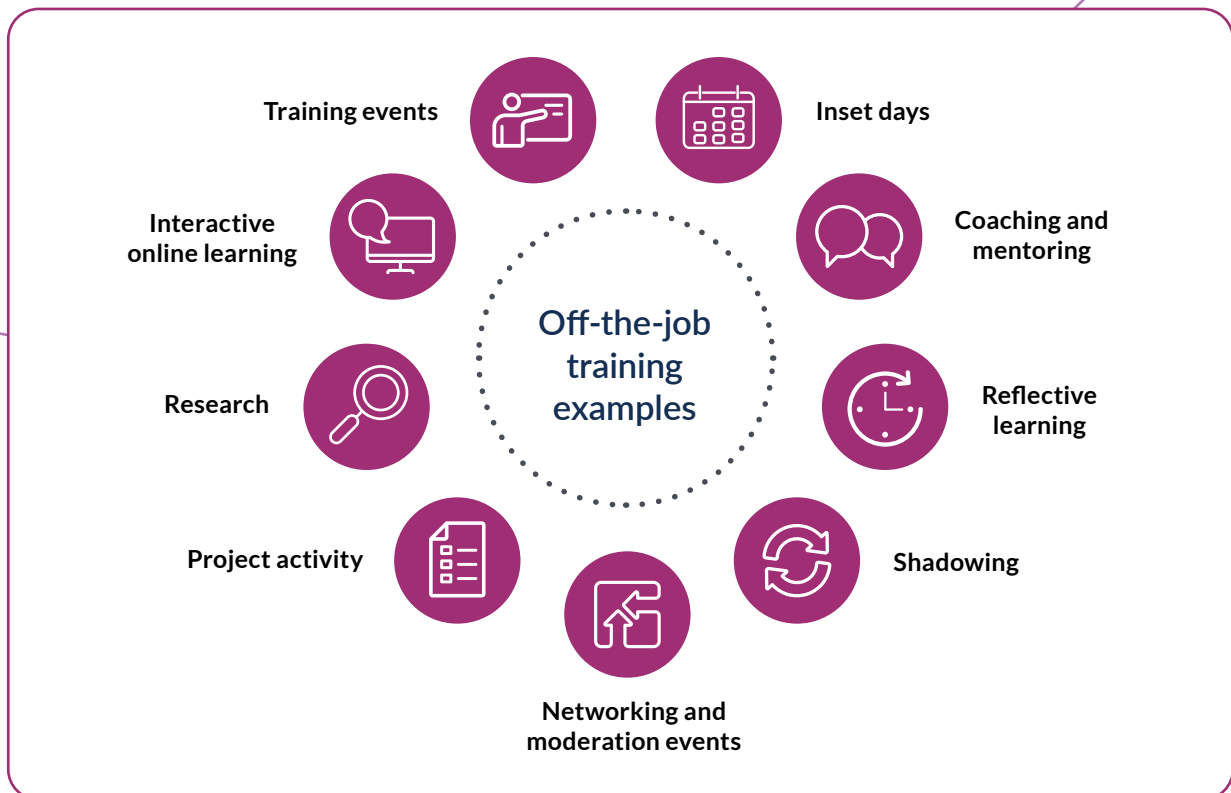 Off-the-job
training
examples
Training events
Inset days
Coaching and
mentoring
Reflective
learning
Shadowing
Networking and
moderation events
Project activity
Research
Interactive
online learning